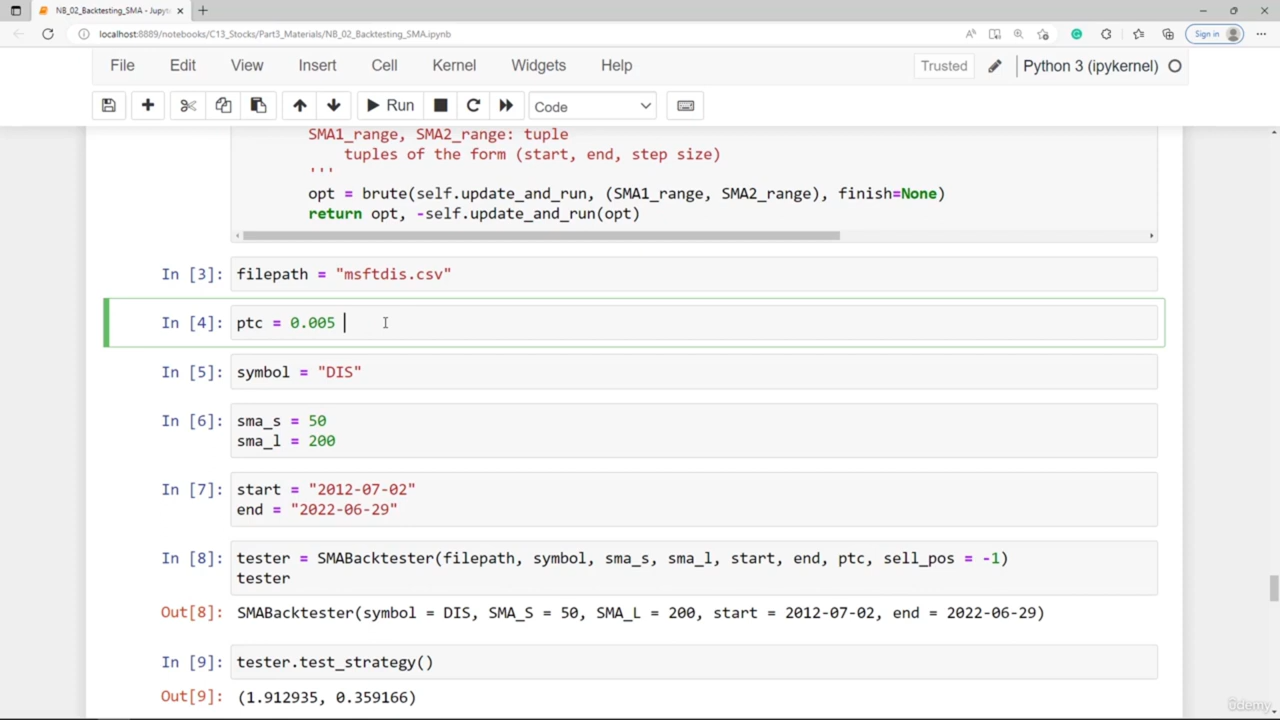 NB_02_Backtesting_SMA - Jupyt
localhost:8889/notebooks/C13_Stocks/Part3_Materials/NB_02_Backtesting_SMA.ipynb
Sign in
File Edit View Insert Cell Kernel Widgets Help Trusted Python 3 (ipykernel)
Run Code
SMA1_range, SMA2_range: tuple
tuples of the form (start, end, step size)
'''
opt = brute(self.update_and_run, (SMA1_range, SMA2_range), finish=None)
return opt, -self.update_and_run(opt)
In [3]: filepath = "msftdis.csv"
In [4]: ptc = 0.005
In [5]: symbol = "DIS"
In [6]: sma_s = 50
sma_l = 200
In [7]: start = "2012-07-02"
end = "2022-06-29"
In [8]: tester = SMABacktester(filepath, symbol, sma_s, sma_l, start, end, ptc, sell_pos = -1)
tester
Out[8]: SMABacktester(symbol = DIS, SMA_S = 50, SMA_L = 200, start = 2012-07-02, end = 2022-06-29)
In [9]: tester.test_strategy()
Out[9]: (1.912935, 0.359166)
ûdemy